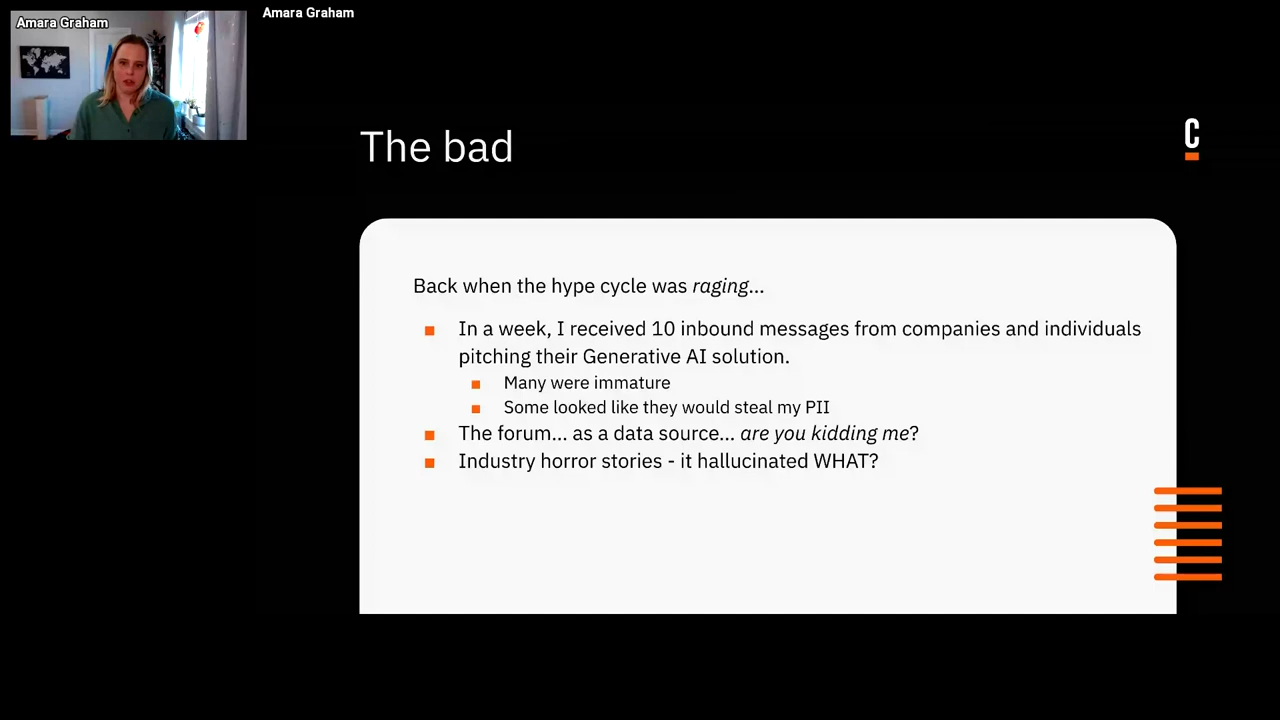 Amara Graham
Amara Graham
The bad
C
Back when the hype cycle was raging...
In a week, I received 10 inbound messages from companies and individuals
pitching their Generative AI solution.
Many were immature
Some looked like they would steal my PII
The forum... as a data source... are you kidding me?
Industry horror stories - it hallucinated WHAT?